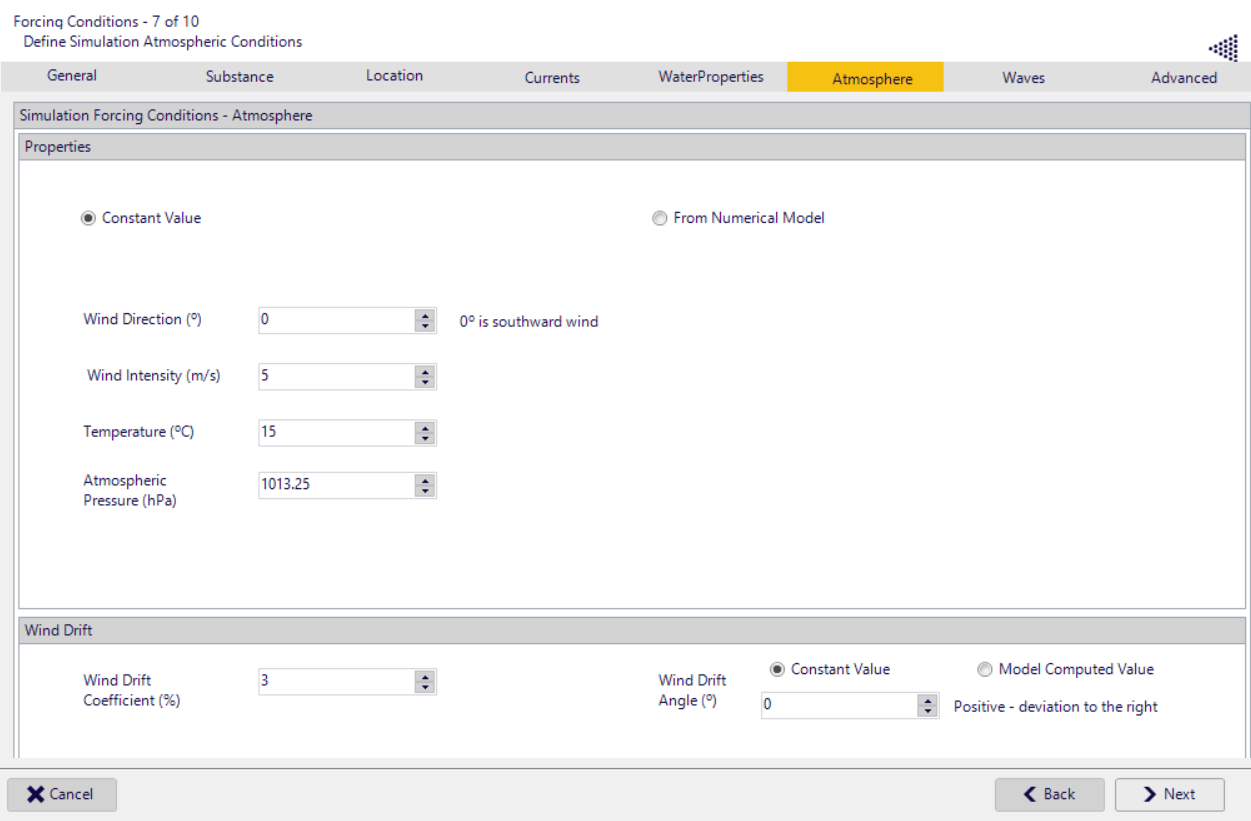 Forcing Conditions - 7 of 10
Define Simulation Atmospheric Conditions
General Substance Location Currents WaterProperties Atmosphere Waves Advanced
Simulation Forcing Conditions - Atmosphere
Properties
Constant Value From Numerical Model
Wind Direction (º) 0 0º is southward wind
Wind Intensity (m/s) 5
Temperature (ºC) 15
Atmospheric
Pressure (hPa) 1013.25
Wind Drift
Constant Value Model Computed Value
Wind Drift
Coefficient (%) 3
Wind Drift
Angle (º) 0 Positive - deviation to the right
Cancel Back Next